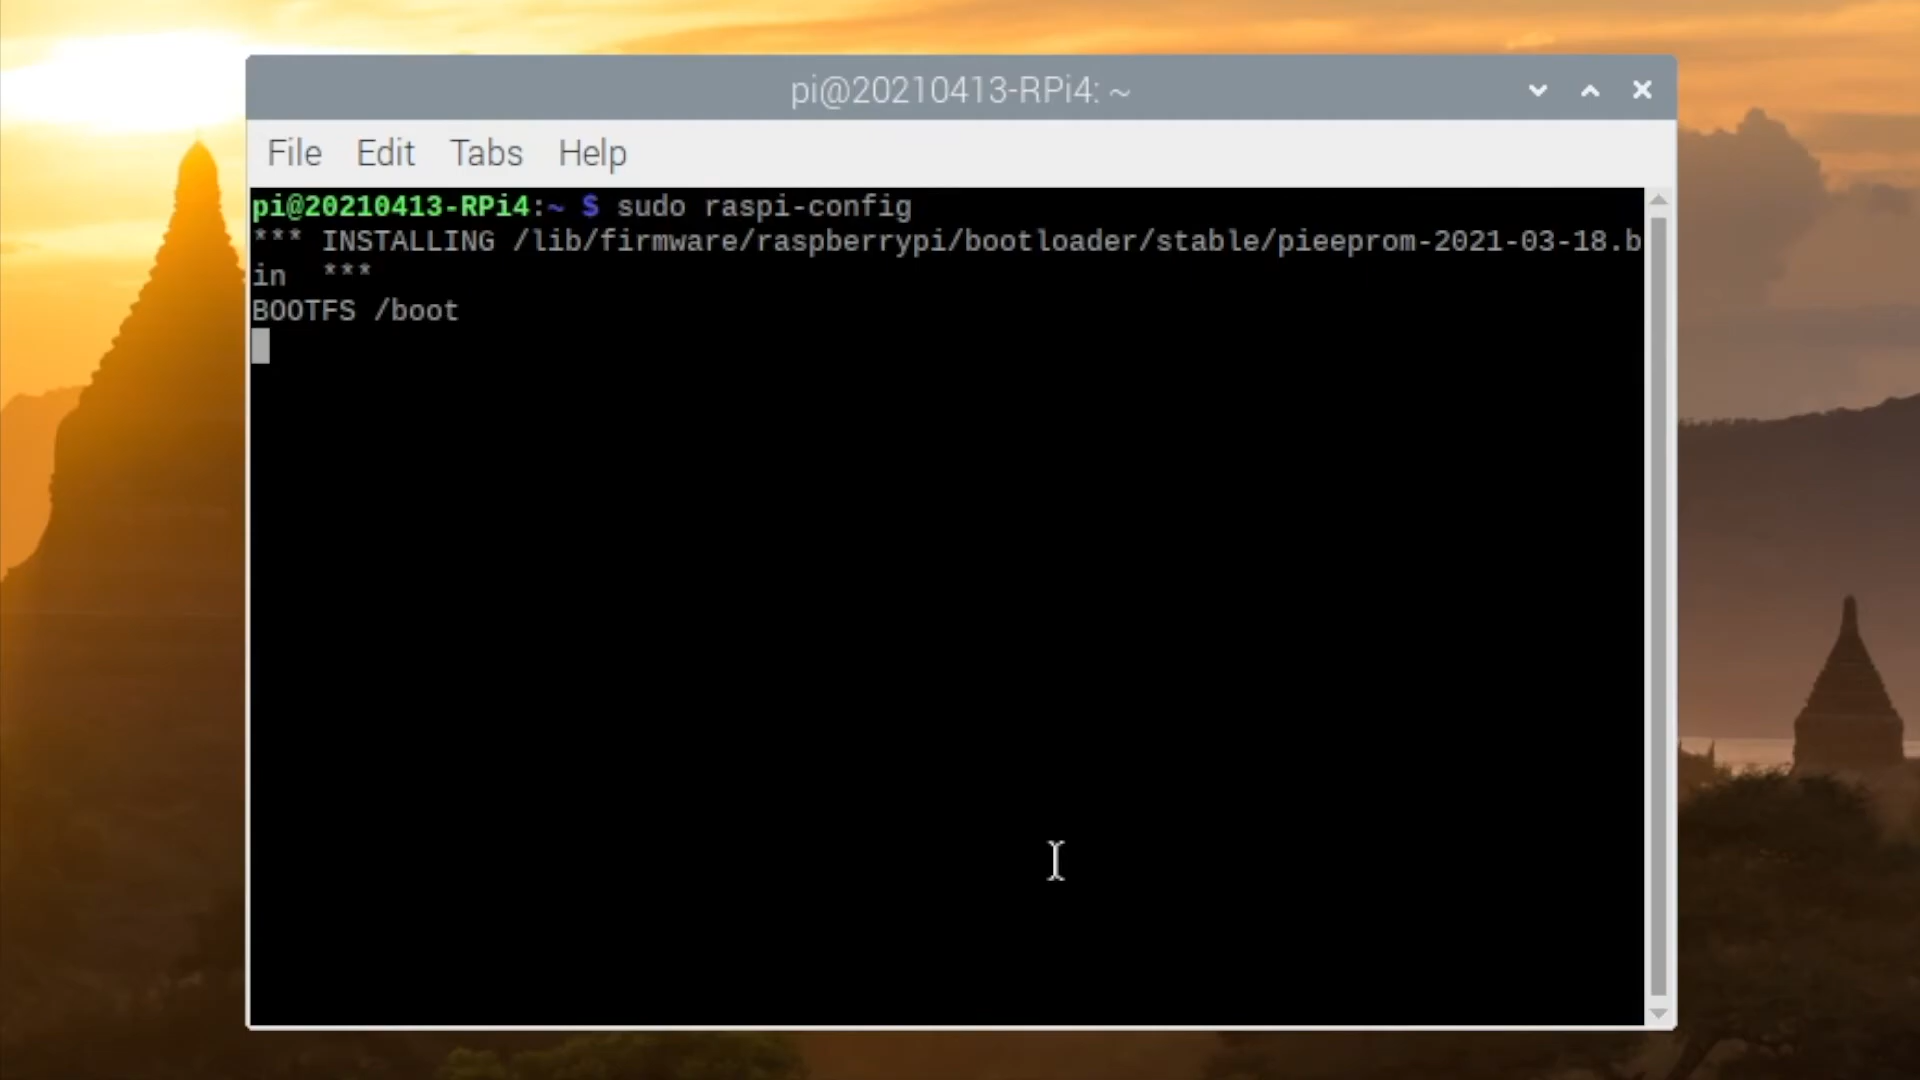 pi@20210413-RPi4: ~
File Edit Tabs Help
pi@20210413-RPi4:~ $ sudo raspi-config
*** INSTALLING /lib/firmware/raspberrypi/bootloader/stable/pieeprom-2021-03-18.b
in  ***
BOOTFS /boot